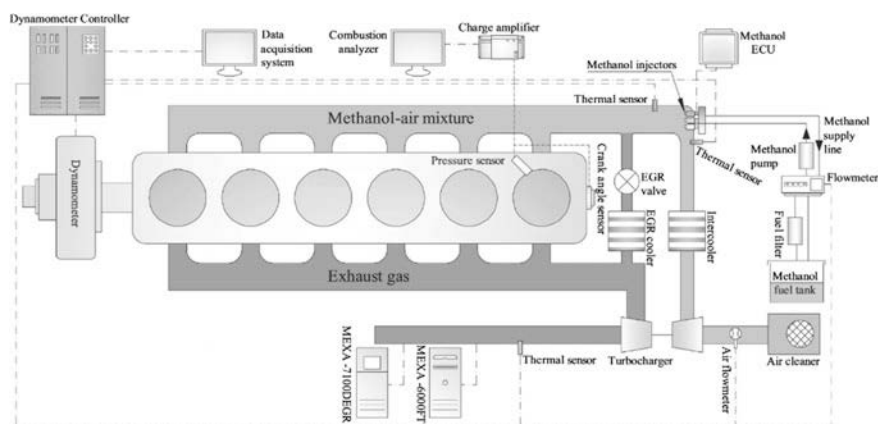 Dynamometer Controller
Data
acquisition
system
Combustion
analyzer
Charge amplifier
Methanol
ECU
Methanol injectors
Thermal sensor
Methanol-air mixture
Methanol
supply
line
Methanol
pump
Thermal sensor
Flowmeter
Pressure sensor
Crank angle sensor
EGR
valve
Dynamometer
EGR cooler
Intercooler
Fuel filter
Methanol
fuel tank
Exhaust gas
MEXA -7100DEGR
MEXA -6000FT
Thermal sensor
Turbocharger
Air flowmeter
Air cleaner